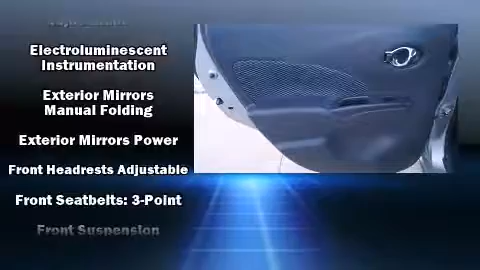 Electroluminescent
Instrumentation
Exterior Mirrors
Manual Folding
Exterior Mirrors Power
Front Headrests Adjustable
Front Seatbelts: 3-Point
Front Suspension